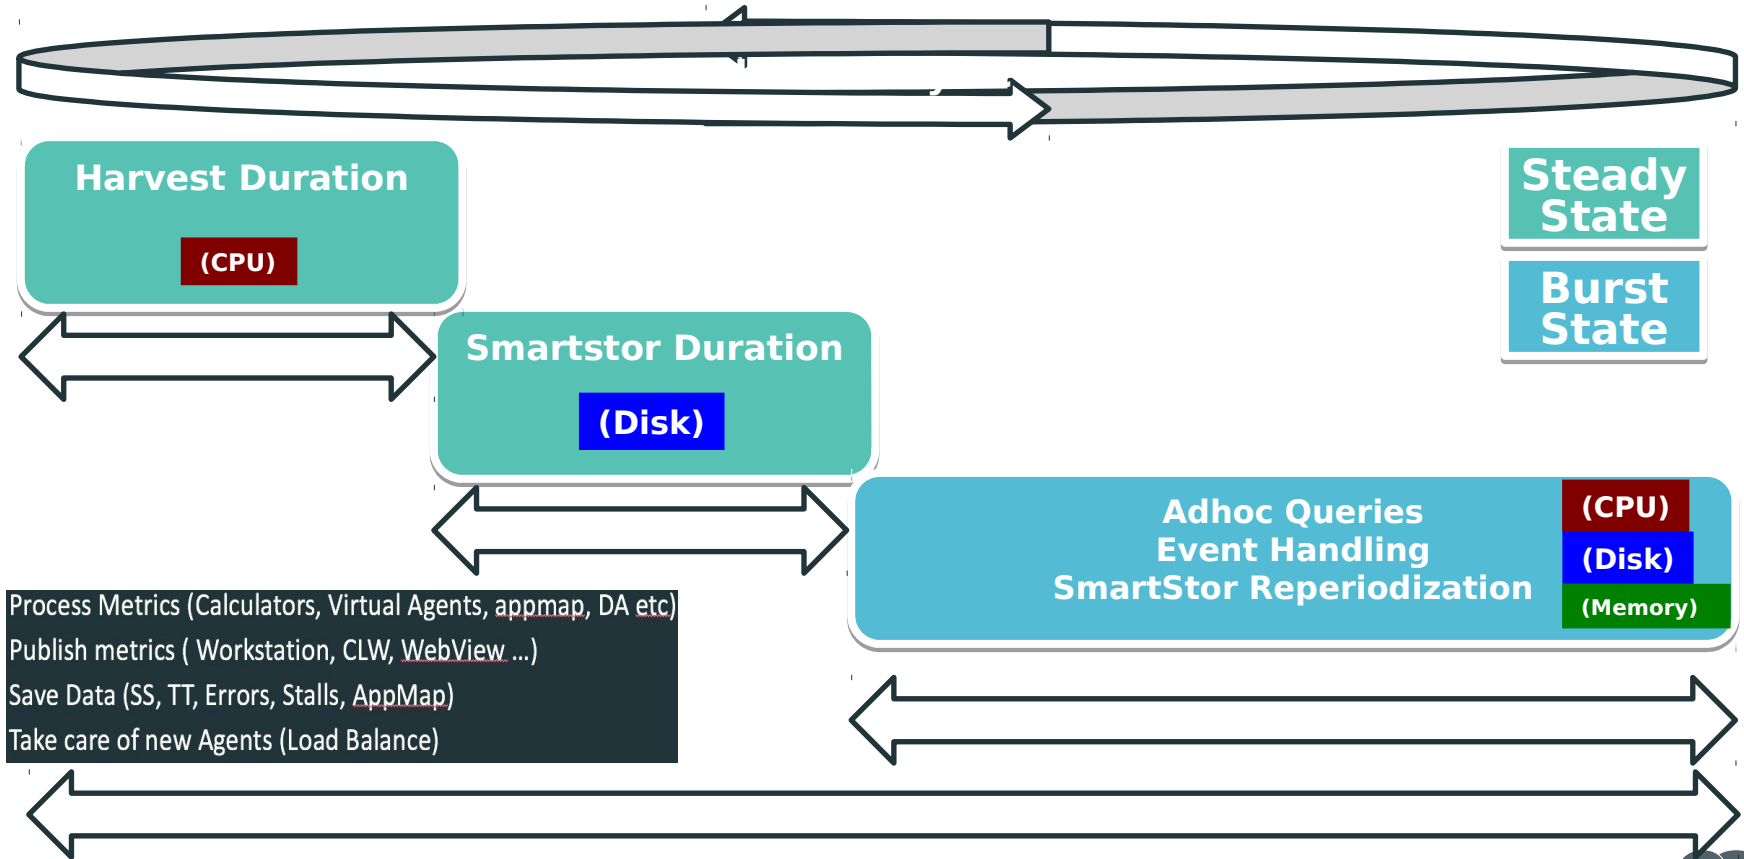 Harvest Duration
(CPU)
Steady
State
Burst
State
Smartstor Duration
(Disk)
Adhoc Queries
Event Handling
SmartStor Reperiodization
(CPU)
(Disk)
(Memory)
Process Metrics (Calculators, Virtual Agents, appmap, DA etc)
Publish metrics ( Workstation, CLW, WebView ...)
Save Data (SS, TT, Errors, Stalls, AppMap)
Take care of new Agents (Load Balance)